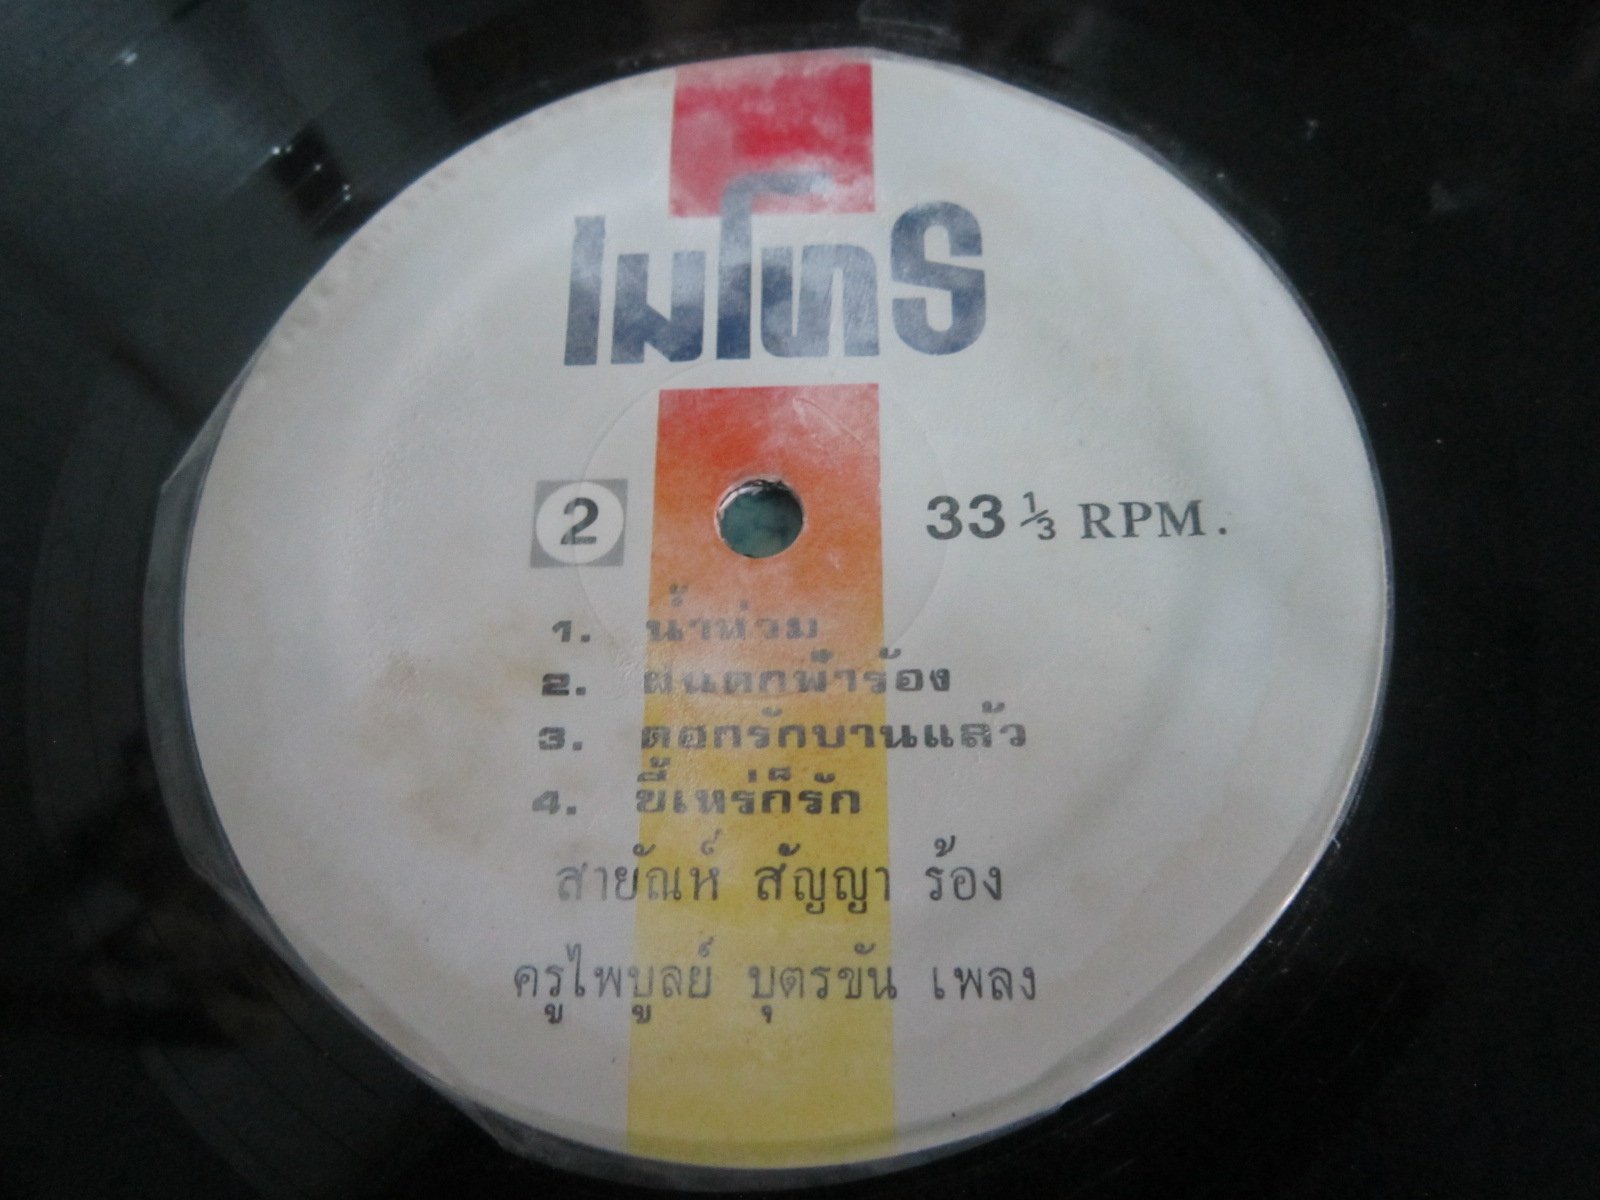 ไมโทร
2
33 ⅓ RPM.
1. น้ำท่วม
2. ฝนตกฟ้าร้อง
3. ดอกรักบานแล้ว
4. ขี้เหร่ก็รัก
สายัณห์ สัญญา ร้อง
ครูไพบูลย์ บุตรขัน เพลง